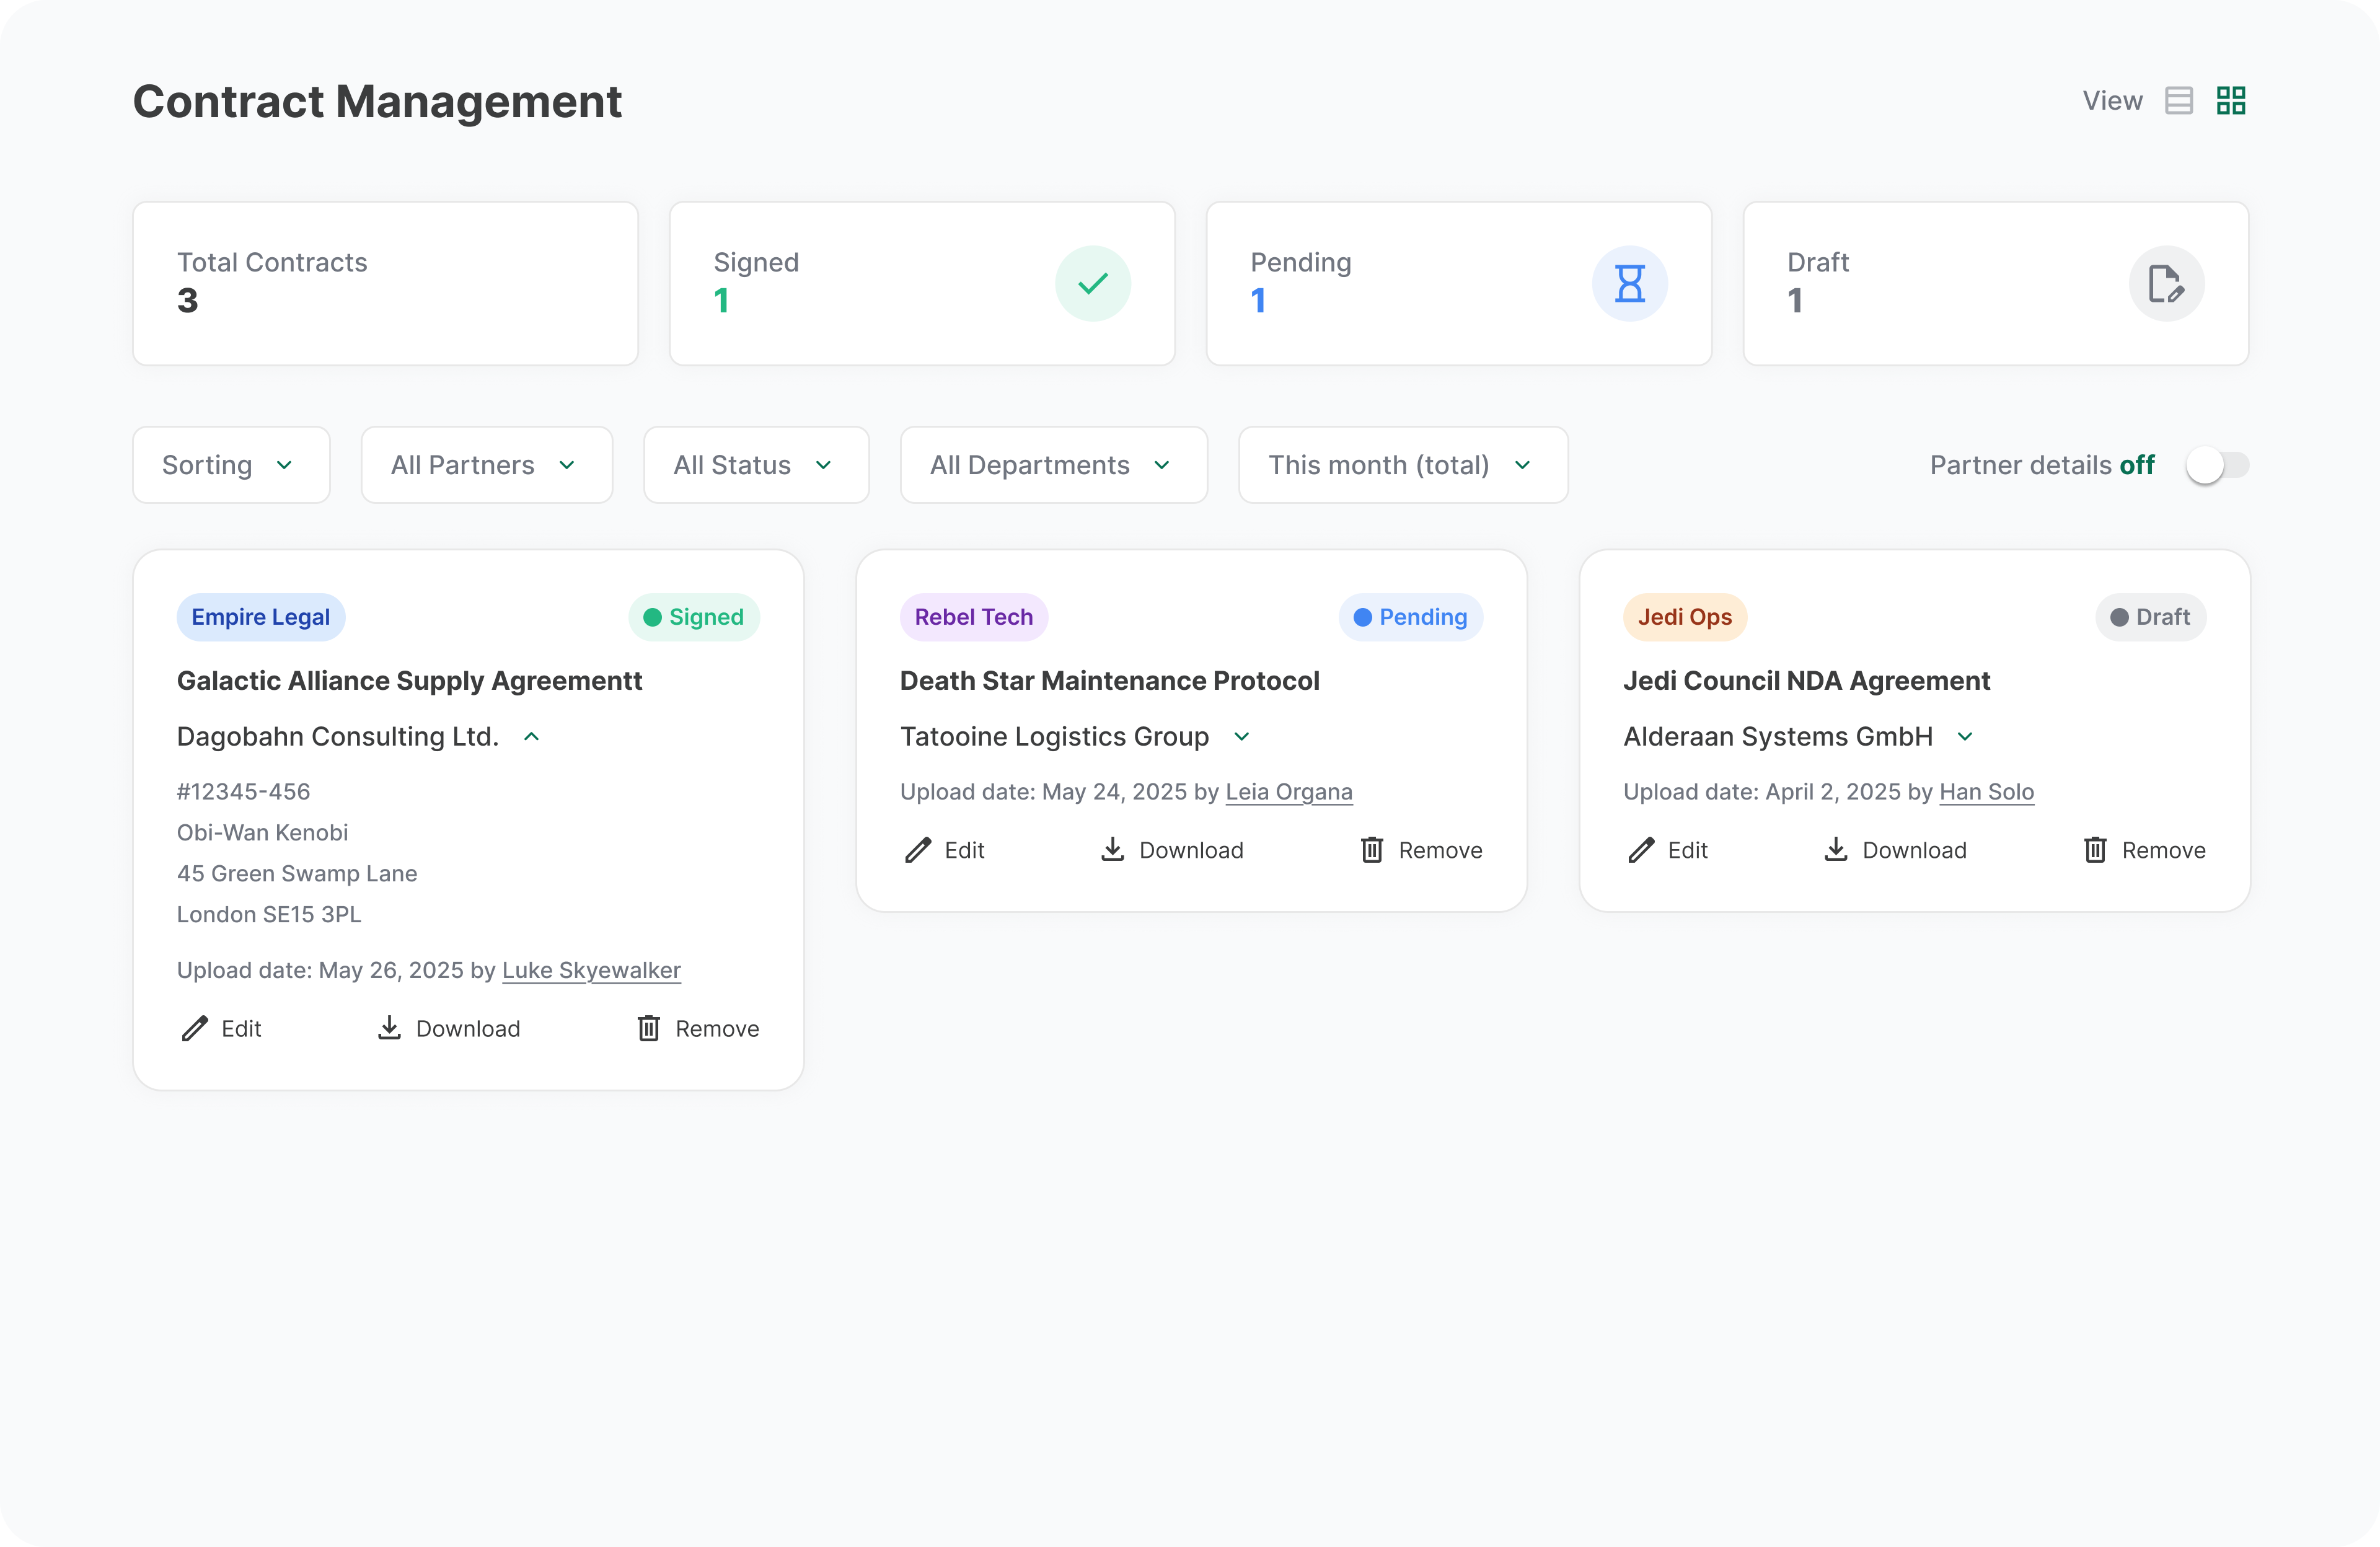 Contract Management
View
Total Contracts
3
Signed
1
Pending
1
Draft
1
Sorting
All Partners
All Status
All Departments
This month (total)
Partner details off
Empire Legal
Signed
Galactic Alliance Supply Agreementt
Dagobahn Consulting Ltd.
#12345-456
Obi-Wan Kenobi
45 Green Swamp Lane
London SE15 3PL
Upload date: May 26, 2025 by Luke Skyewalker
Edit
Download
Remove
Rebel Tech
Pending
Death Star Maintenance Protocol
Tatooine Logistics Group
Upload date: May 24, 2025 by Leia Organa
Edit
Download
Remove
Jedi Ops
Draft
Jedi Council NDA Agreement
Alderaan Systems GmbH
Upload date: April 2, 2025 by Han Solo
Edit
Download
Remove